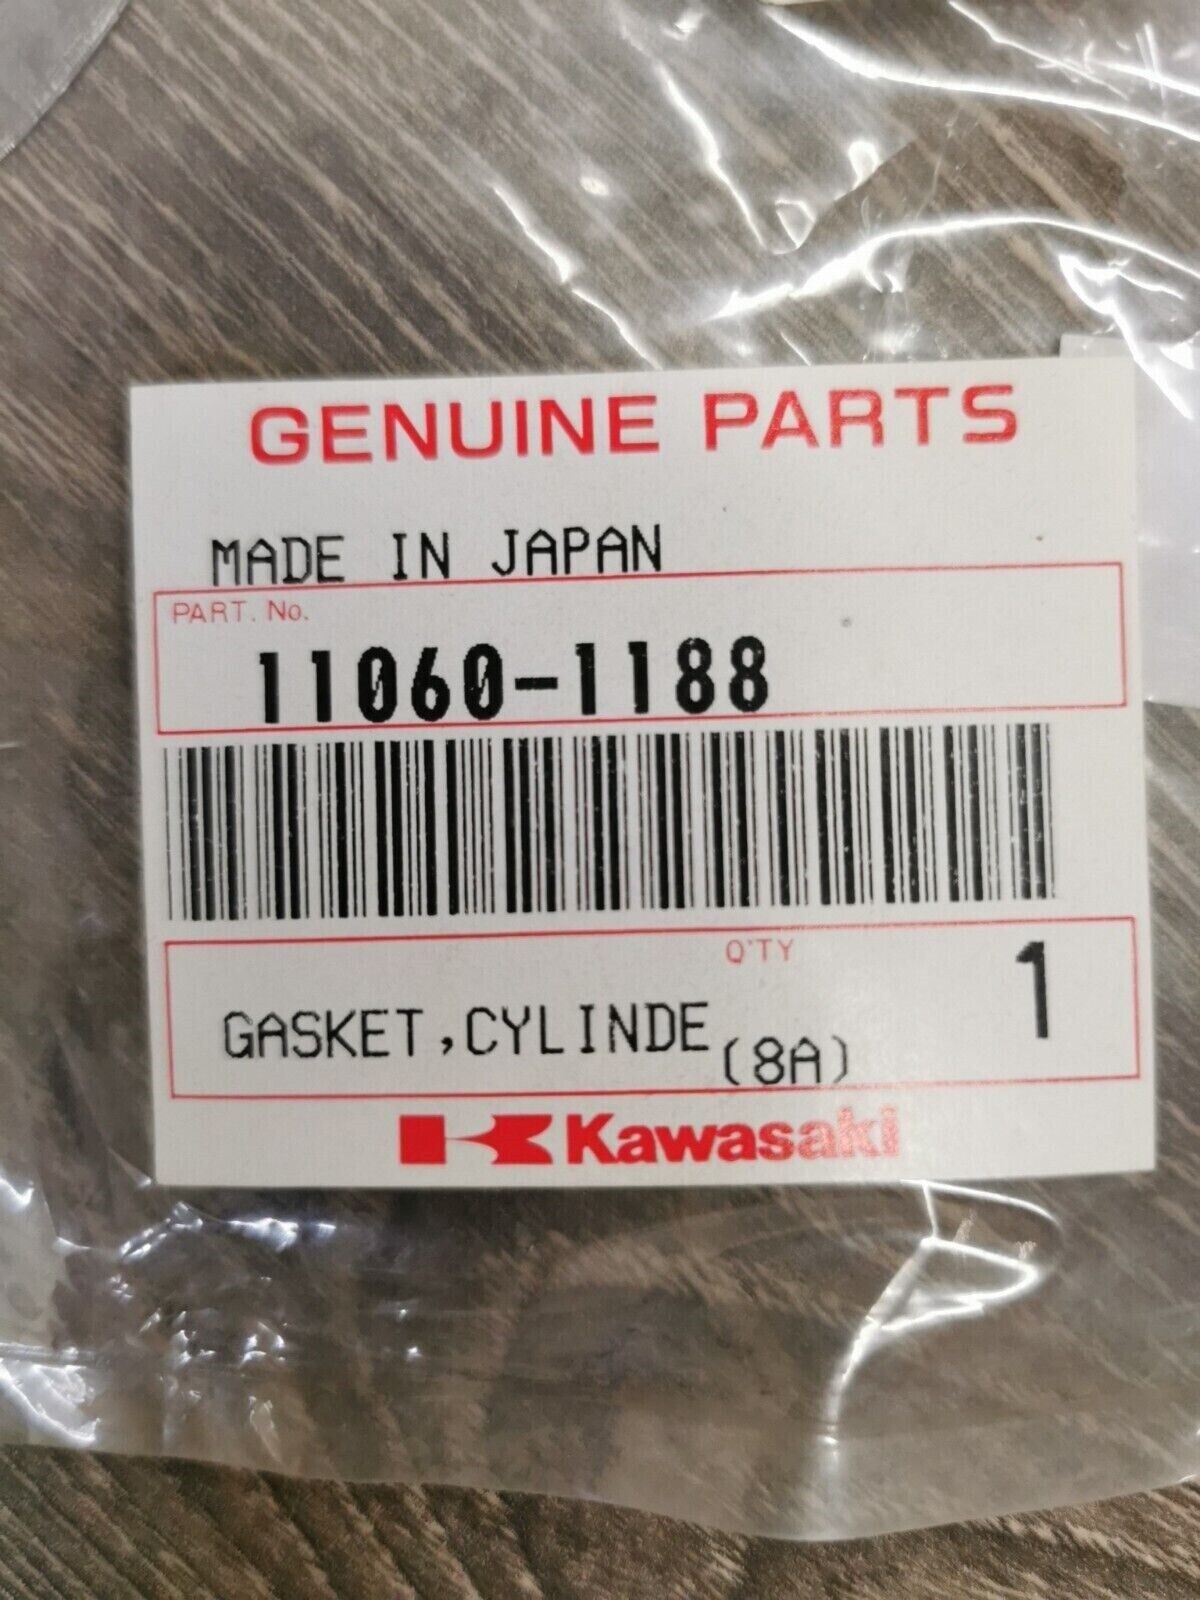 GENUINE PARTS
MADE IN JAPAN
PART. No.
11060-1188
Q'TY
1
GASKET,CYLINDE
(8A)
Kawasaki